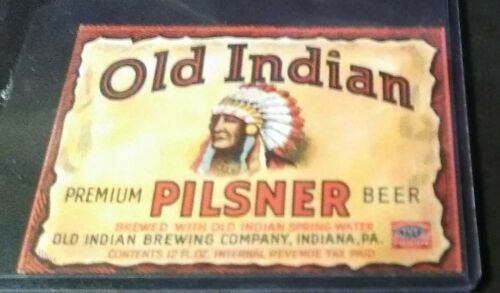 Old Indian
PREMIUM PILSNER BEER
BREWED WITH OLD INDIAN SPRING WATER
OLD INDIAN BREWING COMPANY, INDIANA, PA.
CONTENTS 12 FL. OZ. INTERNAL REVENUE TAX PAID